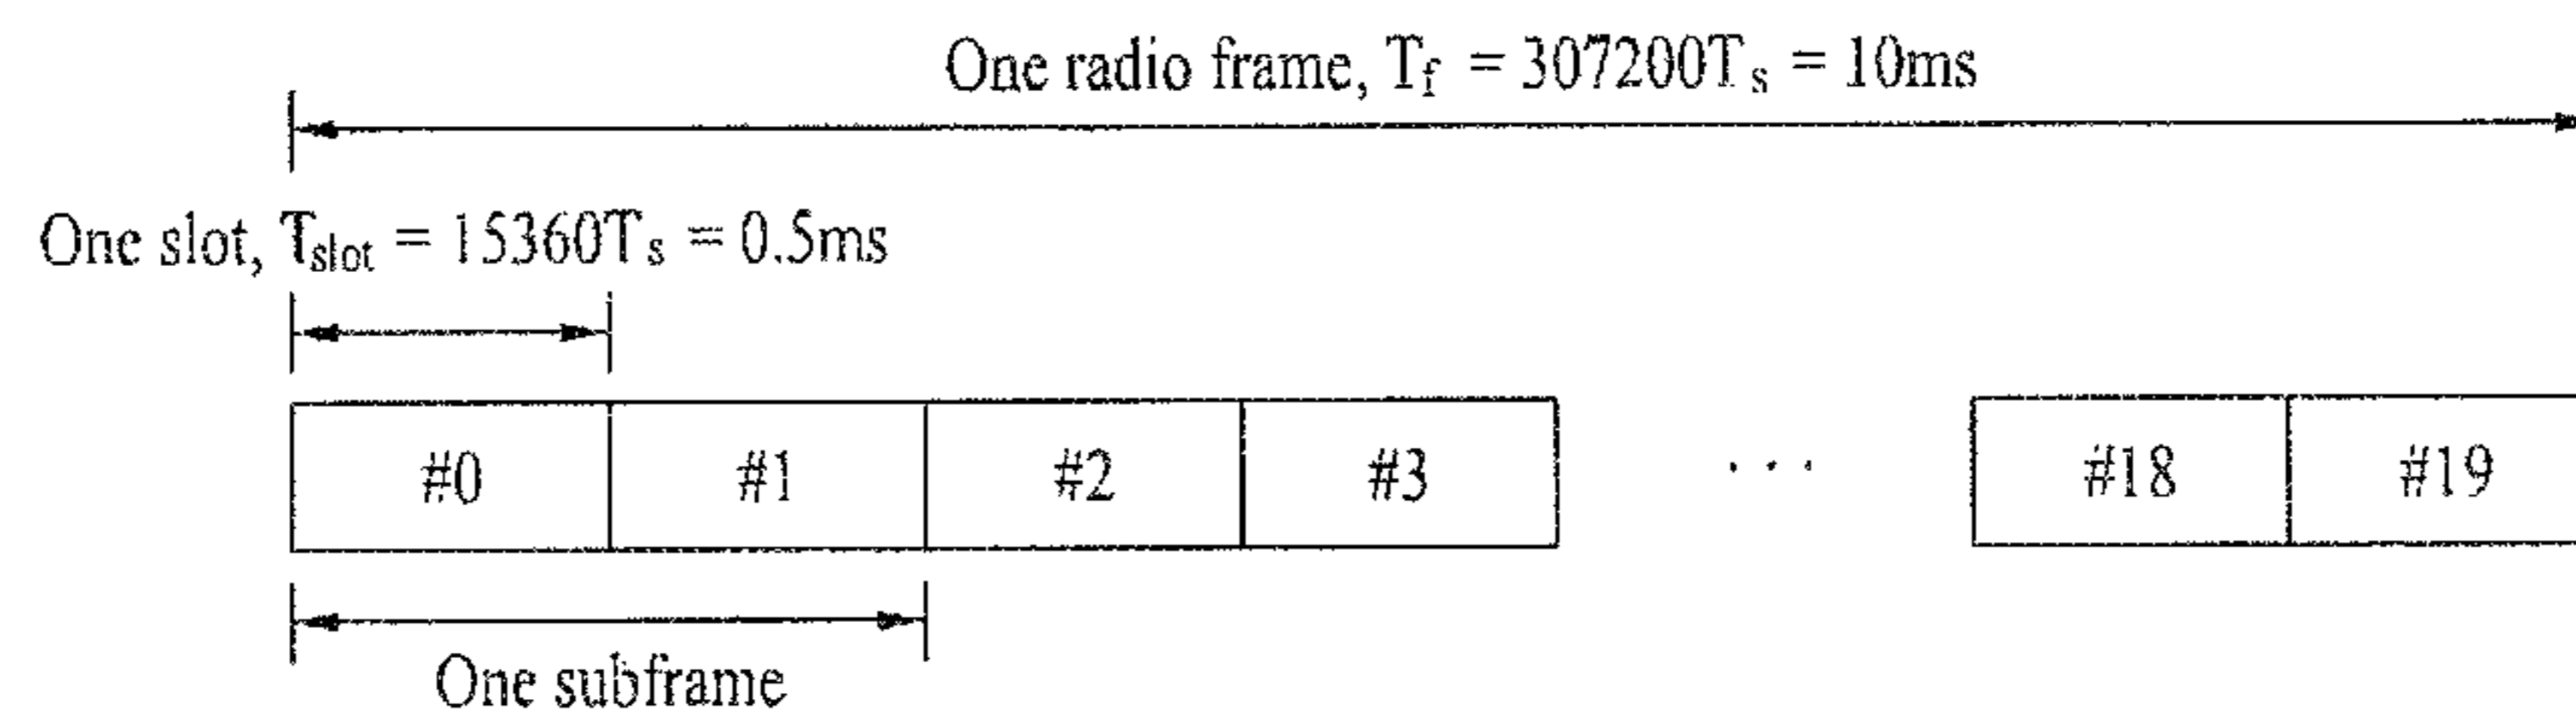 One radio frame, Tf = 307200Ts = 10ms
One slot, Tslot = 15360Ts = 0.5ms
#0 #1 #2 #3 · · · #18 #19
One subframe